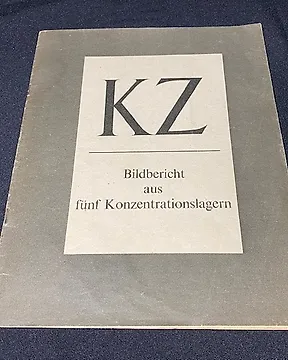 KZ
Bildbericht
aus
fünf Konzentrationslagern